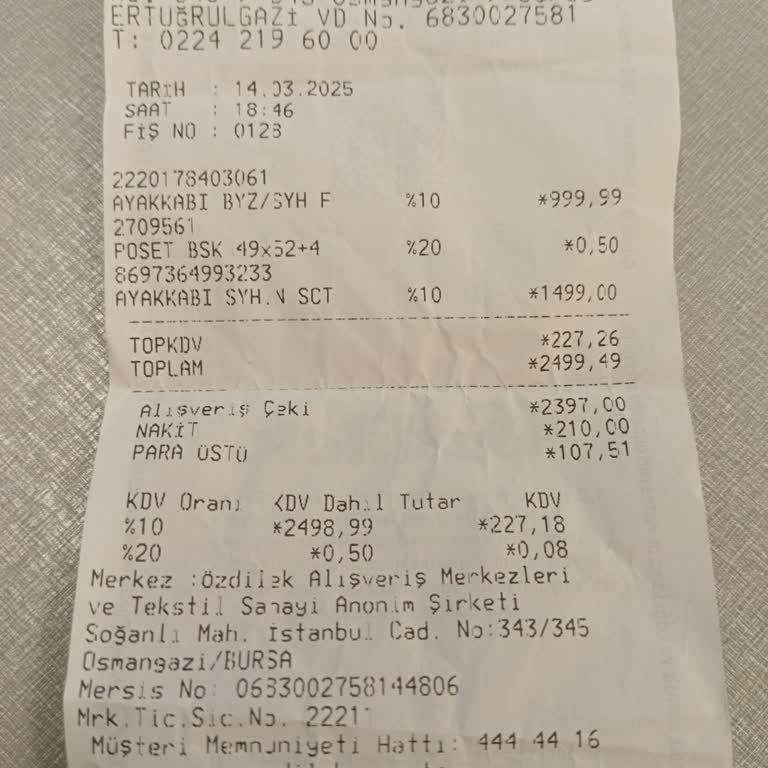 ERTUĞRULGAZİ VD No. 6830027581
T: 0224 219 60 00
TARİH : 14.03.2025
SAAT : 18:46
FİŞ NO : 0123
2220178403061
AYAKKABI BYZ/SYH F %10 *999,99
2709561
POSET BSK 49x52+4 %20 *0,50
8697364993233
AYAKKABI SYH.N SCT %10 *1499,00
TOPKDV *227,26
TOPLAM *2499,49
Alışveriş Çeki *2397,00
NAKİT *210,00
PARA ÜSTÜ *107,51
KDV Oranı KDV Dahil Tutar KDV
%10 *2498,99 *227,18
%20 *0,50 *0,08
Merkez :Özdilek Alışveriş Merkezleri
ve Tekstil Sanayi Anonim Şirketi
Soğanlı Mah. İstanbul Cad. No:343/345
Osmangazi/BURSA
Mersis No: 0683002758144806
Mrk.Tic.Sic.No. 22211
Müşteri Memnuniyeti Hattı: 444 44 16